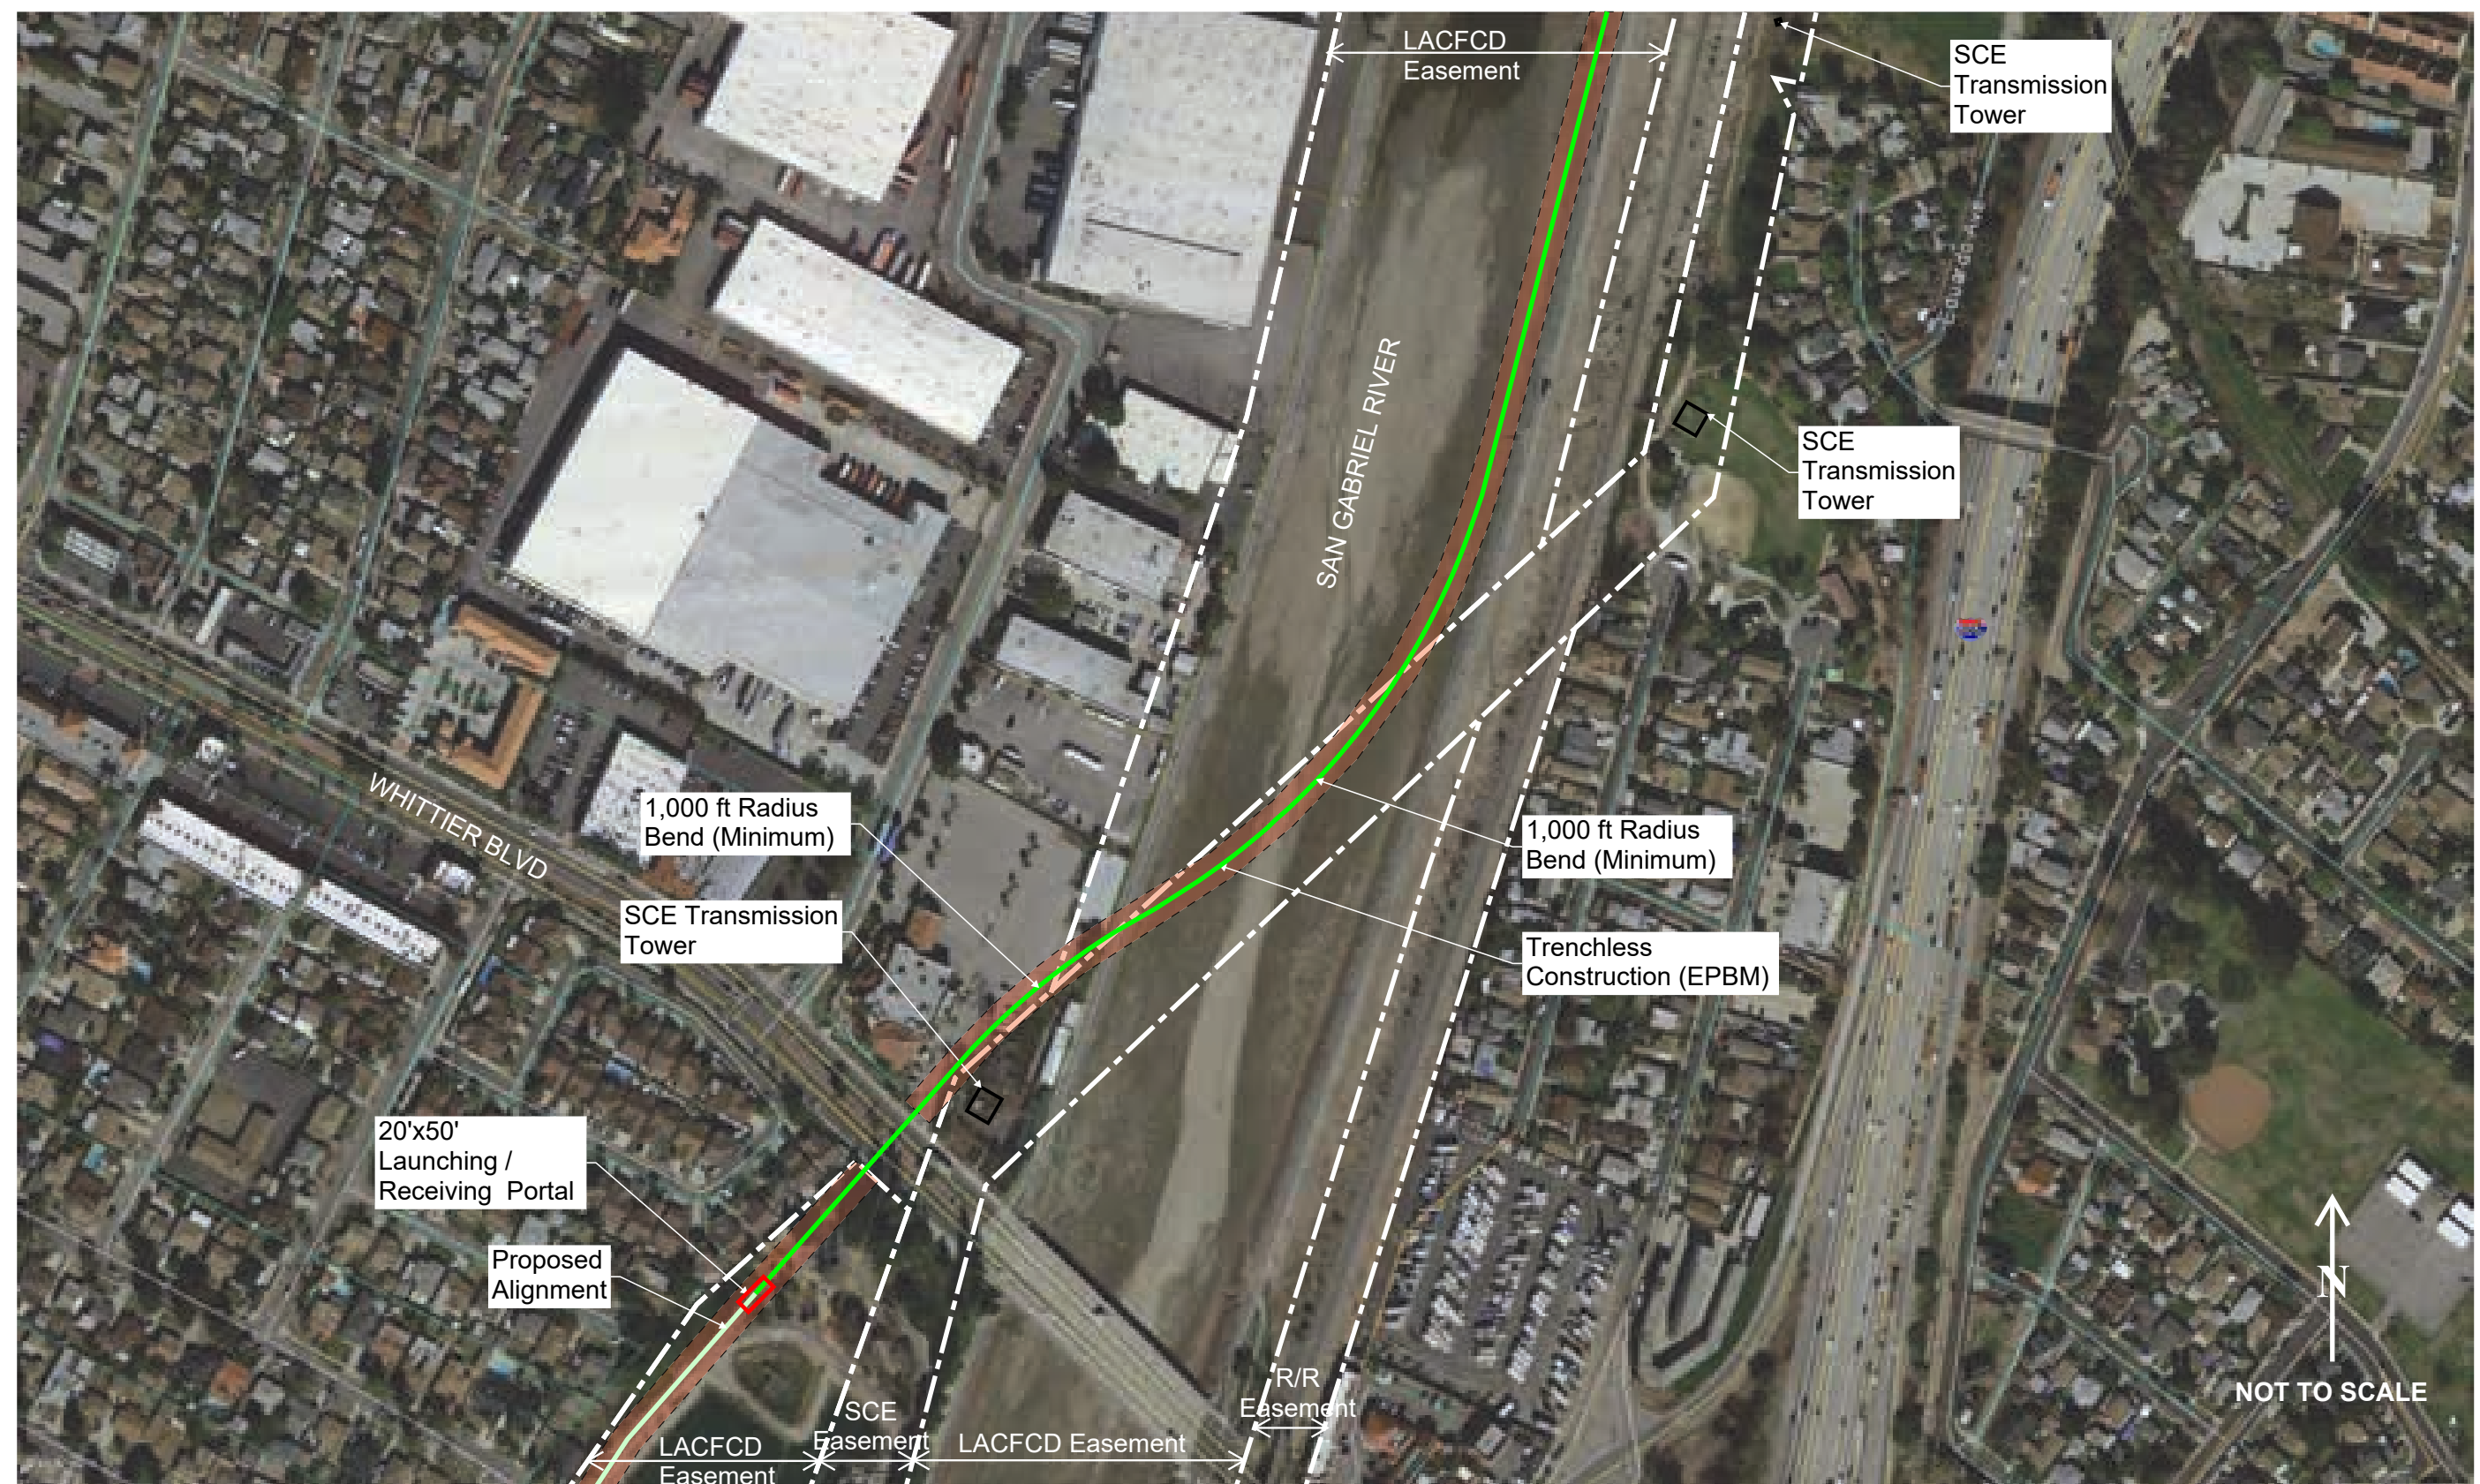 LACFCD
Easement
SCE
Transmission
Tower
SCE
Transmission
Tower
SAN GABRIEL RIVER
WHITTIER BLVD
1,000 ft Radius
Bend (Minimum)
1,000 ft Radius
Bend (Minimum)
SCE Transmission
Tower
Trenchless
Construction (EPBM)
20'x50'
Launching /
Receiving Portal
Proposed
Alignment
N
NOT TO SCALE
R/R
Easement
SCE
Easement
LACFCD Easement
LACFCD
Easement